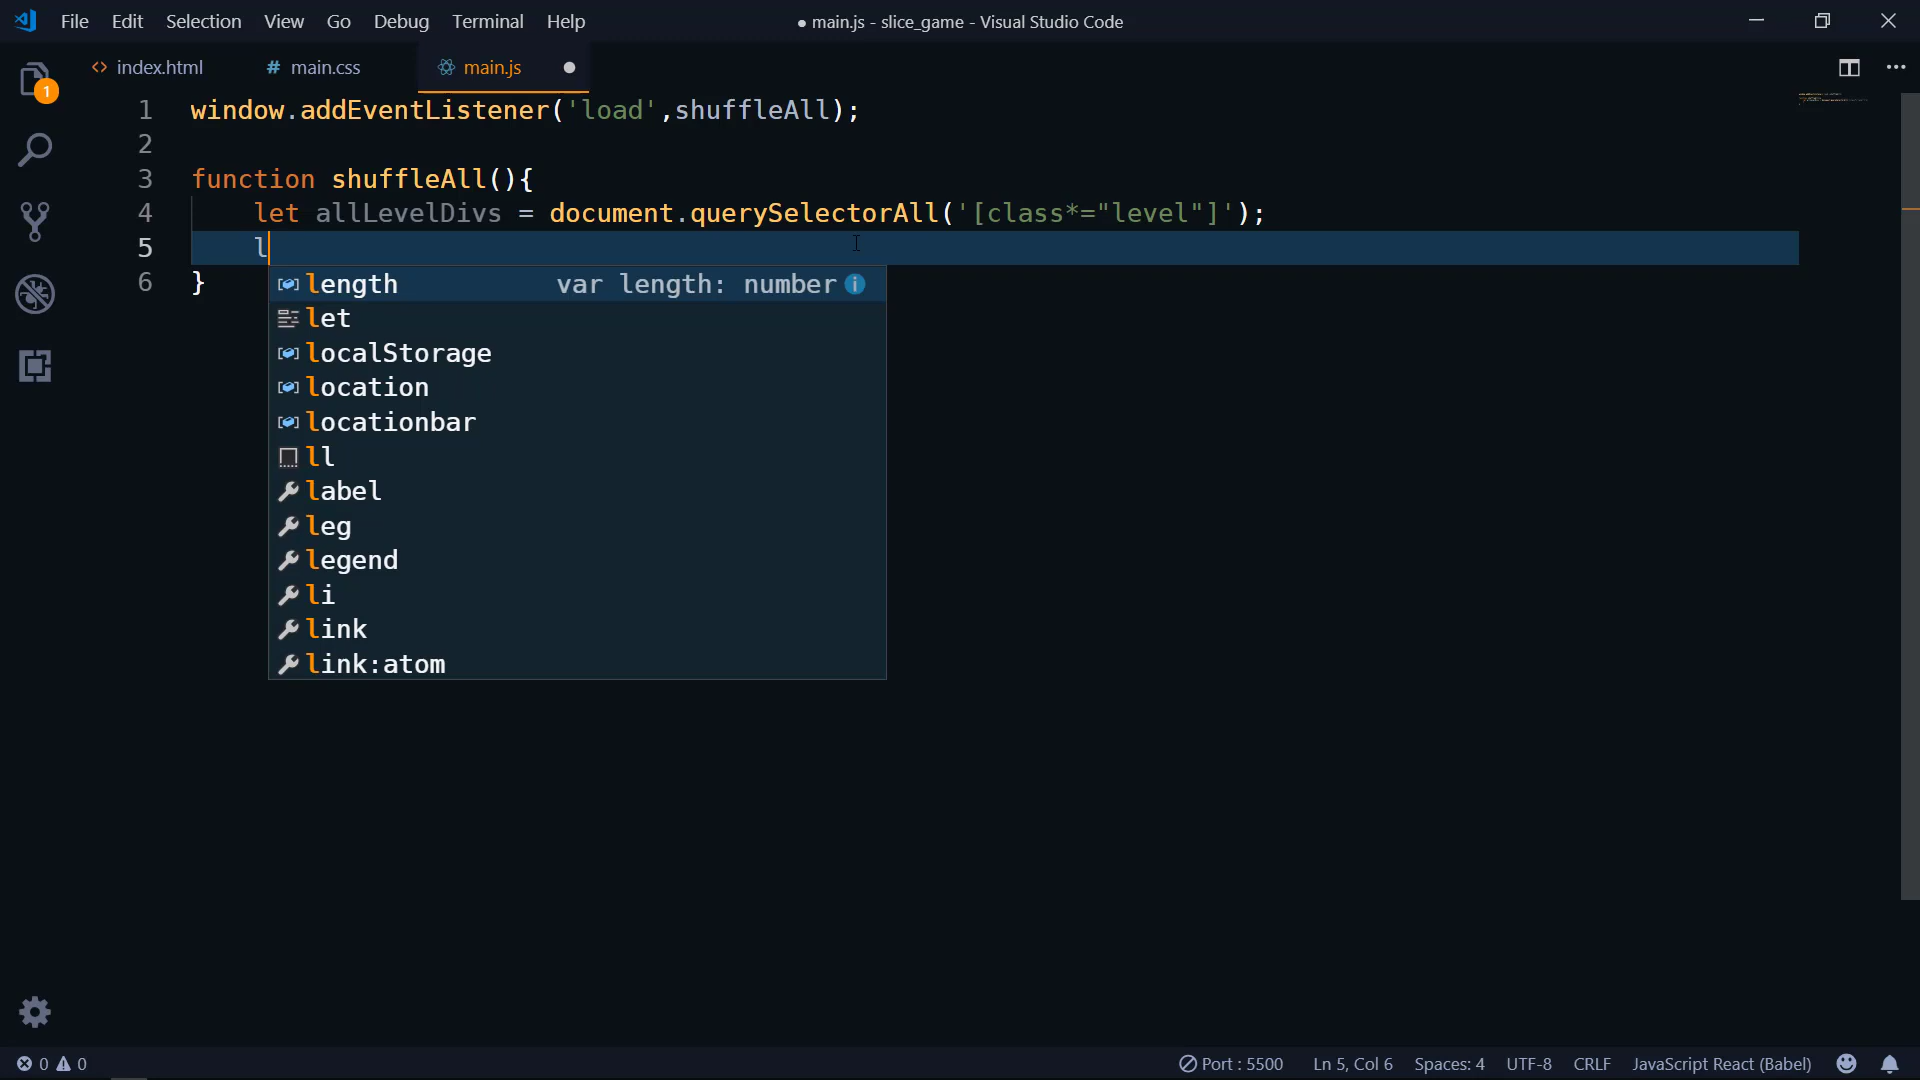 File Edit Selection View Go Debug Terminal Help
● main.js - slice_game - Visual Studio Code
index.html
# main.css
main.js
1
1 window.addEventListener('load',shuffleAll);
2
3 function shuffleAll(){
4 let allLevelDivs = document.querySelectorAll('[class*="level"]');
5 l
6 }
length var length: number
let
localStorage
location
locationbar
ll
label
leg
legend
li
link
link:atom
0 0
Port : 5500 Ln 5, Col 6 Spaces: 4 UTF-8 CRLF JavaScript React (Babel)